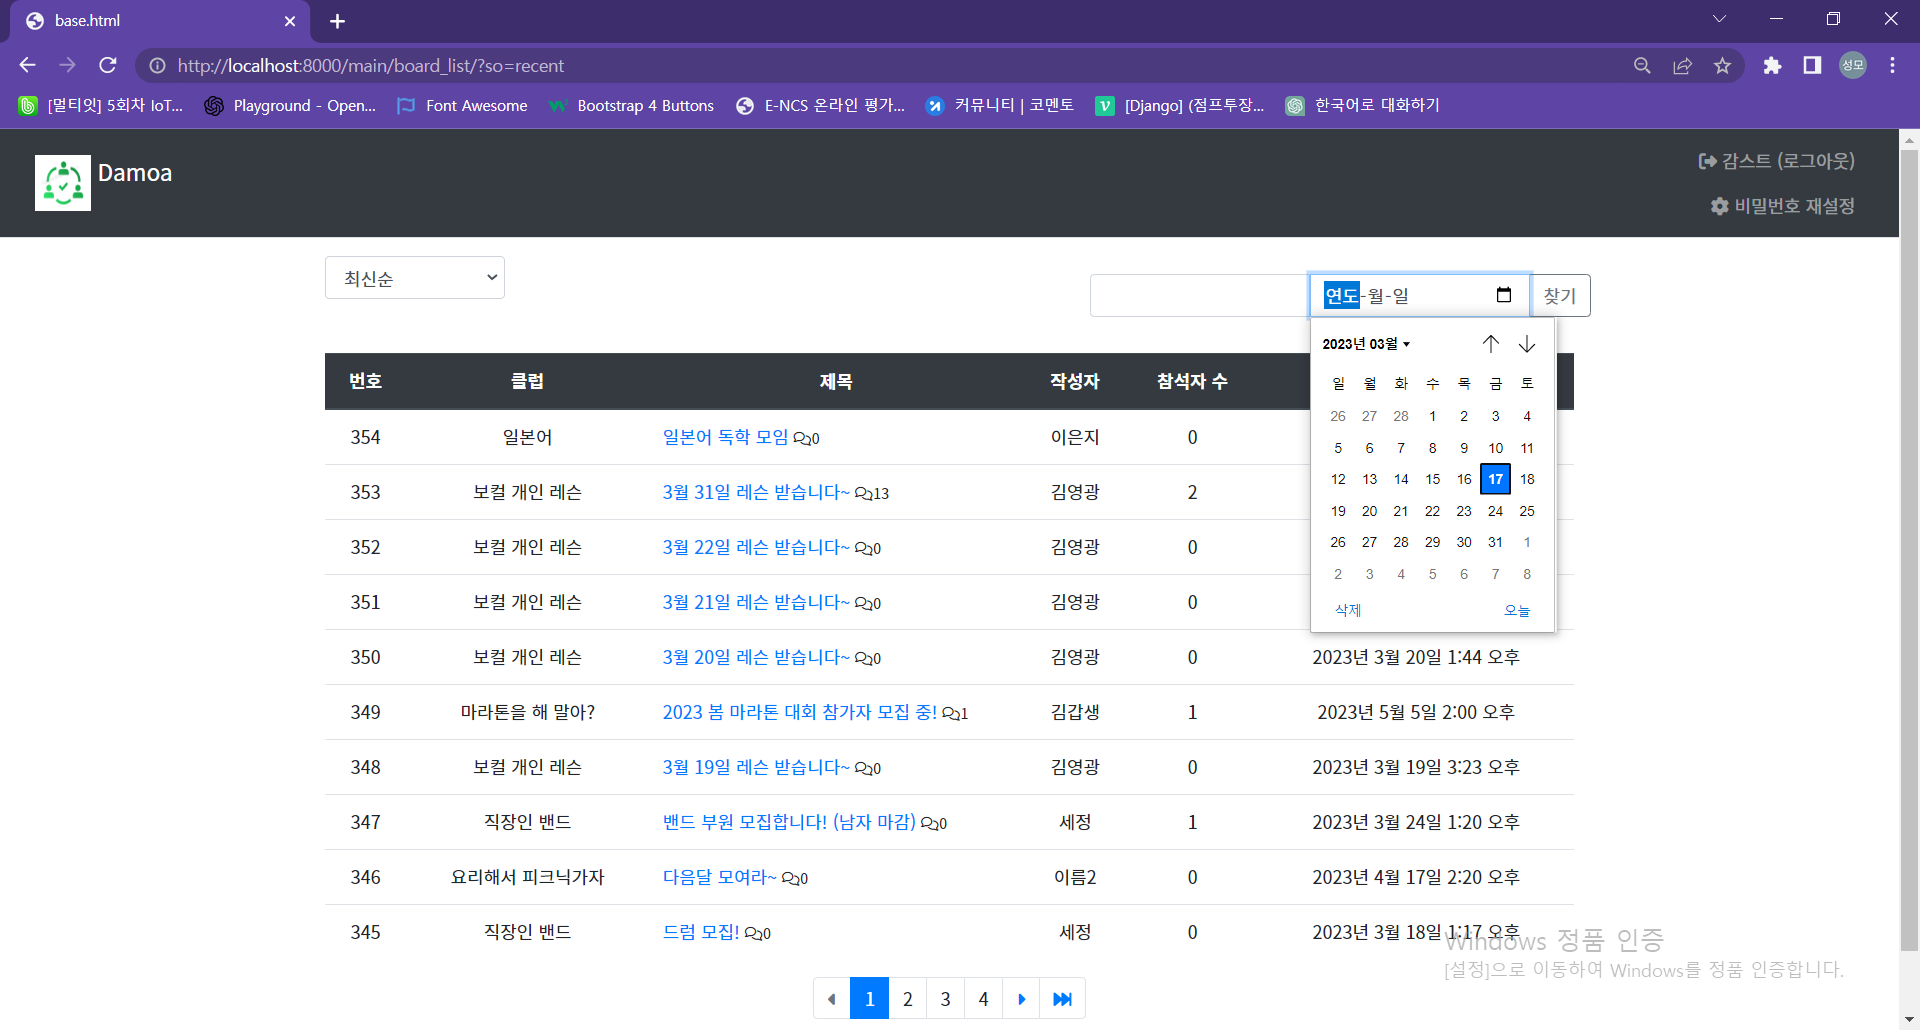 base.html
http://localhost:8000/main/board_list/?so=recent
성모
[멀티잇] 5회차 IoT...
Playground - Open...
Font Awesome
Bootstrap 4 Buttons
E-NCS 온라인 평가...
커뮤니티 | 코멘토
[Django] (점프투장...
한국어로 대화하기
Damoa
감스트 (로그아웃)
비밀번호 재설정
최신순
연도-월-일
찾기
2023년 03월
일 월 화 수 목 금 토
26 27 28 1 2 3 4
5 6 7 8 9 10 11
12 13 14 15 16 17 18
19 20 21 22 23 24 25
26 27 28 29 30 31 1
2 3 4 5 6 7 8
삭제 오늘
번호 클럽 제목 작성자 참석자 수
354 일본어 일본어 독학 모임 0 이은지 0
353 보컬 개인 레슨 3월 31일 레슨 받습니다~ 13 김영광 2
352 보컬 개인 레슨 3월 22일 레슨 받습니다~ 0 김영광 0
351 보컬 개인 레슨 3월 21일 레슨 받습니다~ 0 김영광 0
350 보컬 개인 레슨 3월 20일 레슨 받습니다~ 0 김영광 0 2023년 3월 20일 1:44 오후
349 마라톤을 해 말아? 2023 봄 마라톤 대회 참가자 모집 중! 1 김갑생 1 2023년 5월 5일 2:00 오후
348 보컬 개인 레슨 3월 19일 레슨 받습니다~ 0 김영광 0 2023년 3월 19일 3:23 오후
347 직장인 밴드 밴드 부원 모집합니다! (남자 마감) 0 세정 1 2023년 3월 24일 1:20 오후
346 요리해서 피크닉가자 다음달 모여라~ 0 이름2 0 2023년 4월 17일 2:20 오후
345 직장인 밴드 드럼 모집! 0 세정 0 2023년 3월 18일 1:17 오후
Windows 정품 인증
[설정]으로 이동하여 Windows를 정품 인증합니다.
1 2 3 4